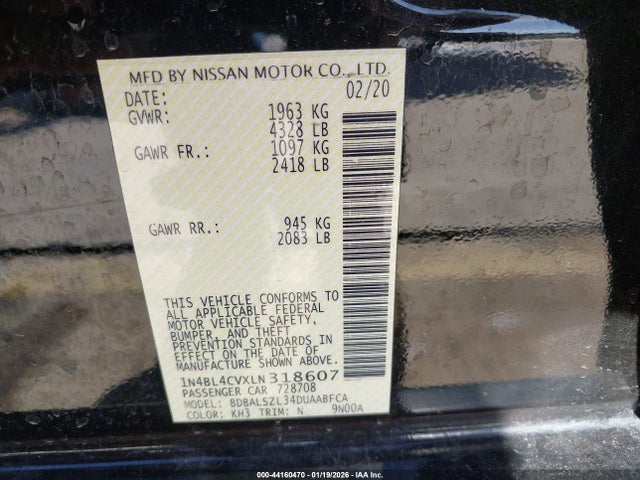 MFD BY NISSAN MOTOR CO., LTD.
DATE: 02/20
GVWR: 1963 KG
4328 LB
GAWR FR.: 1097 KG
2418 LB
GAWR RR.: 945 KG
2083 LB
THIS VEHICLE CONFORMS TO
ALL APPLICABLE FEDERAL
MOTOR VEHICLE SAFETY,
BUMPER, AND THEFT
PREVENTION STANDARDS IN
EFFECT ON THE DATE OF
MANUFACTURE SHOWN ABOVE.
1N4BL4CVXLN318607
PASSENGER CAR 728708
MODEL: BDBALSZL34DUAABFCA
COLOR: KH3 TRIM: N 9N00A
000-44160470 - 01/19/2026 - IAA Inc.